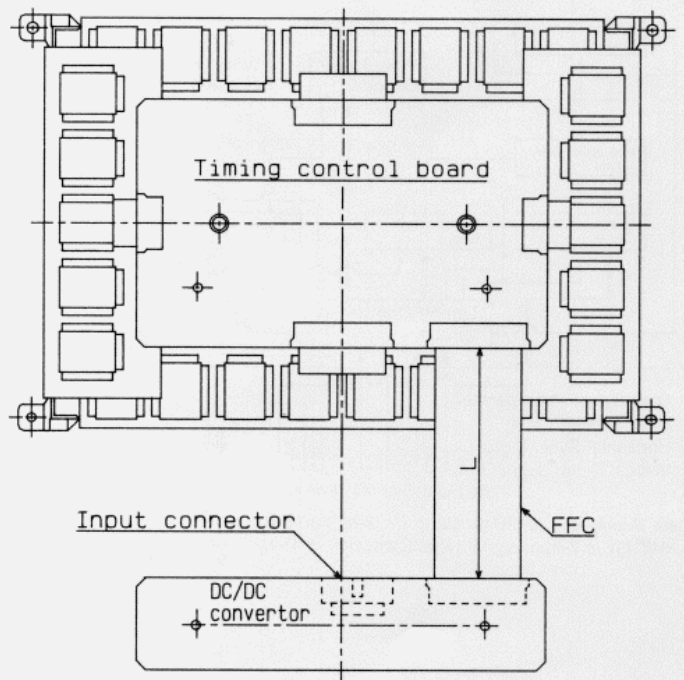 Timing control board
L
Input connector
FFC
DC/DC
convertor